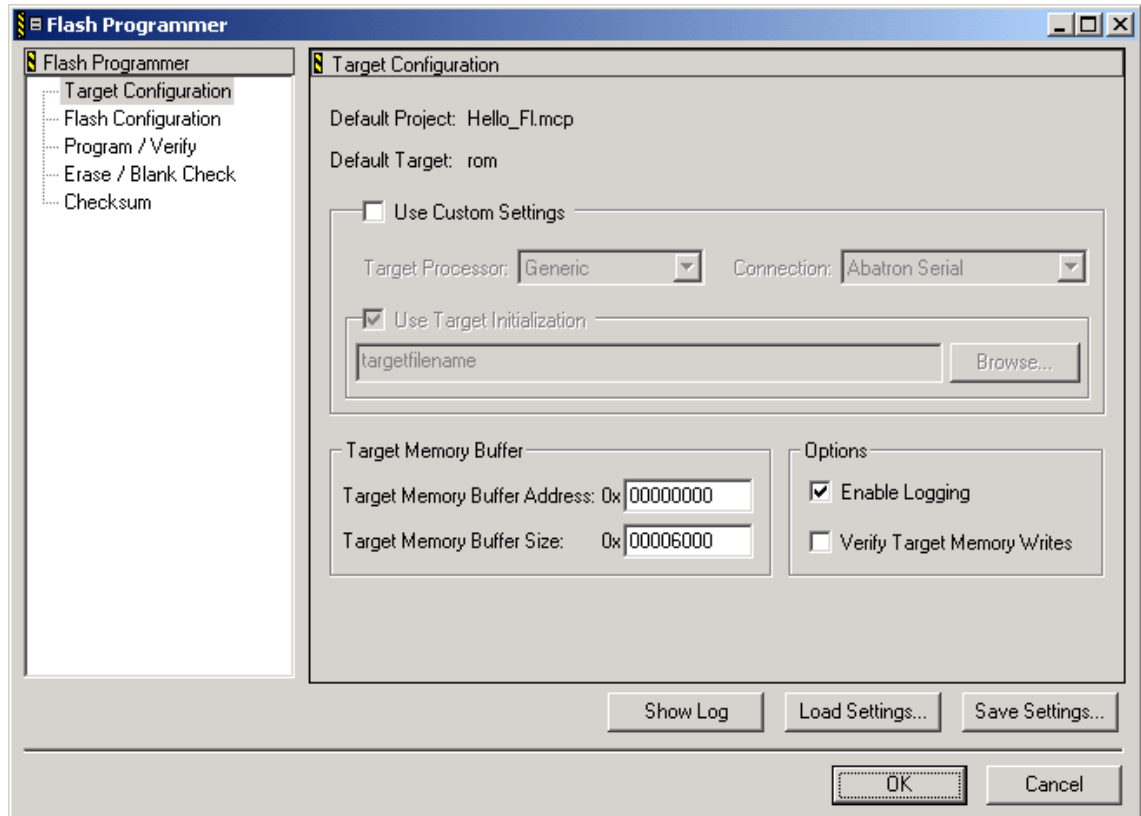 Flash Programmer
Flash Programmer
Target Configuration
Flash Configuration
Program / Verify
Erase / Blank Check
Checksum
Target Configuration
Default Project: Hello_Fl.mcp
Default Target: rom
Use Custom Settings
Target Processor: Generic Connection: Abatron Serial
Use Target Initialization
targetfilename Browse...
Target Memory Buffer
Target Memory Buffer Address: 0x 00000000
Target Memory Buffer Size: 0x 00006000
Options
Enable Logging
Verify Target Memory Writes
Show Log Load Settings... Save Settings...
OK Cancel